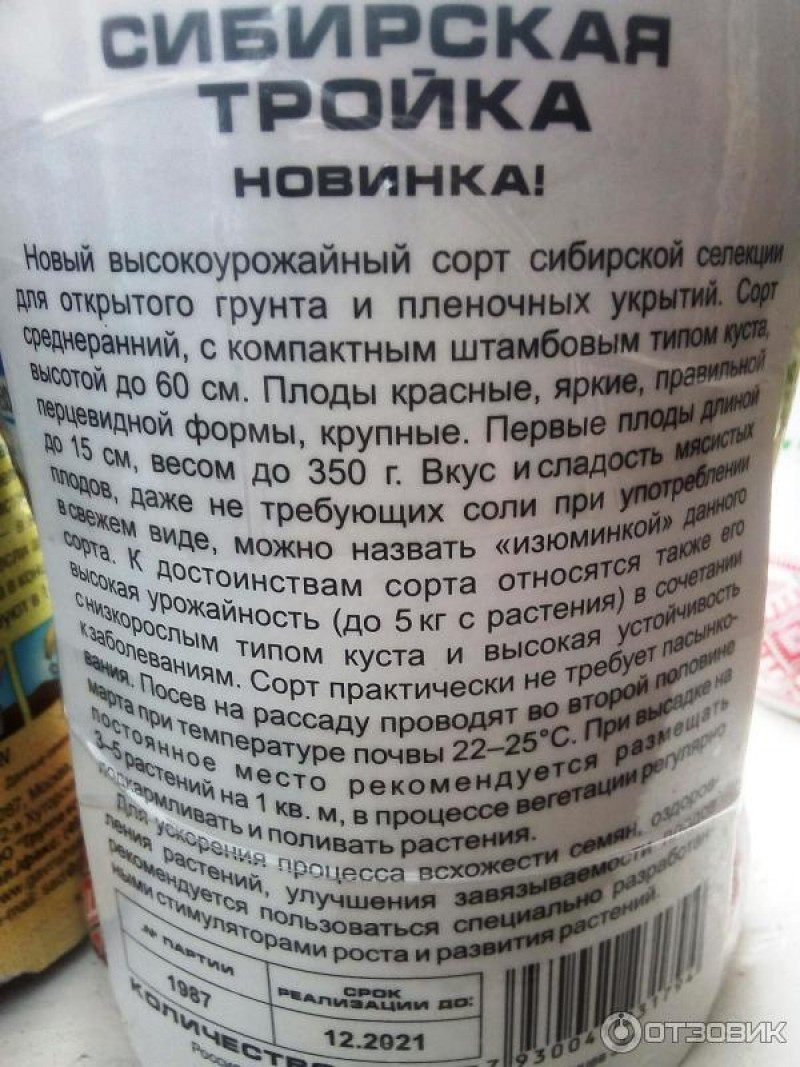 СИБИРСКАЯ
ТРОЙКА
НОВИНКА!
Новый высокоурожайный сорт сибирской селекции
для открытого грунта и пленочных укрытий. Сорт
среднеранний, с компактным штамбовым типом куста,
высотой до 60 см. Плоды красные, яркие, правильной
перцевидной формы, крупные. Первые плоды длиной
до 15 см, весом до 350 г. Вкус и сладость мясистых
плодов, даже не требующих соли при употреблении
в свежем виде, можно назвать «изюминкой» данного
сорта. К достоинствам сорта относятся также его
высокая урожайность (до 5 кг с растения) в сочетании
с низкорослым типом куста и высокая устойчивость
к заболеваниям. Сорт практически не требует пасынко-
вания. Посев на рассаду проводят во второй половине
марта при температуре почвы 22–25°С. При высадке на
постоянное место рекомендуется размещать
3–5 растений на 1 кв. м, в процессе вегетации регулярно
подкармливать и поливать растения.
Для ускорения процесса всхожести семян, оздоров-
ления растений, улучшения завязываемости плодов
рекомендуется пользоваться специально разработан-
ными стимуляторами роста и развития растений.
№ ПАРТИИ
1987
СРОК
РЕАЛИЗАЦИИ ДО:
12.2021
КОЛИЧЕСТВО
7 93004
ОТЗОВИК